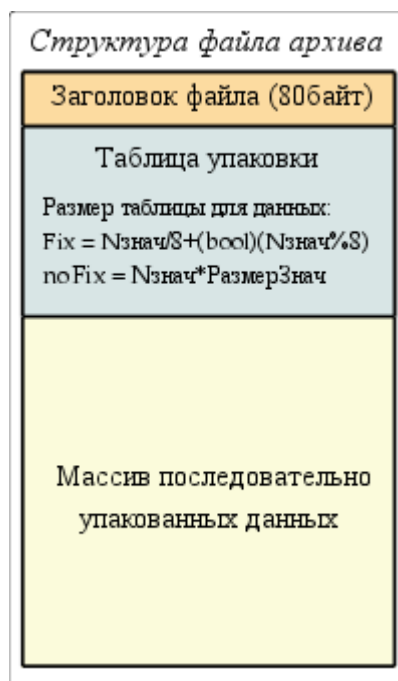 Структура файла архива
Заголовок файла (80байт)
Таблица упаковки
Размер таблицы для данных:
Fix = Nзнач/8+(bool)(Nзнач%8)
noFix = Nзнач*РазмерЗнач
Массив последовательно
упакованных данных